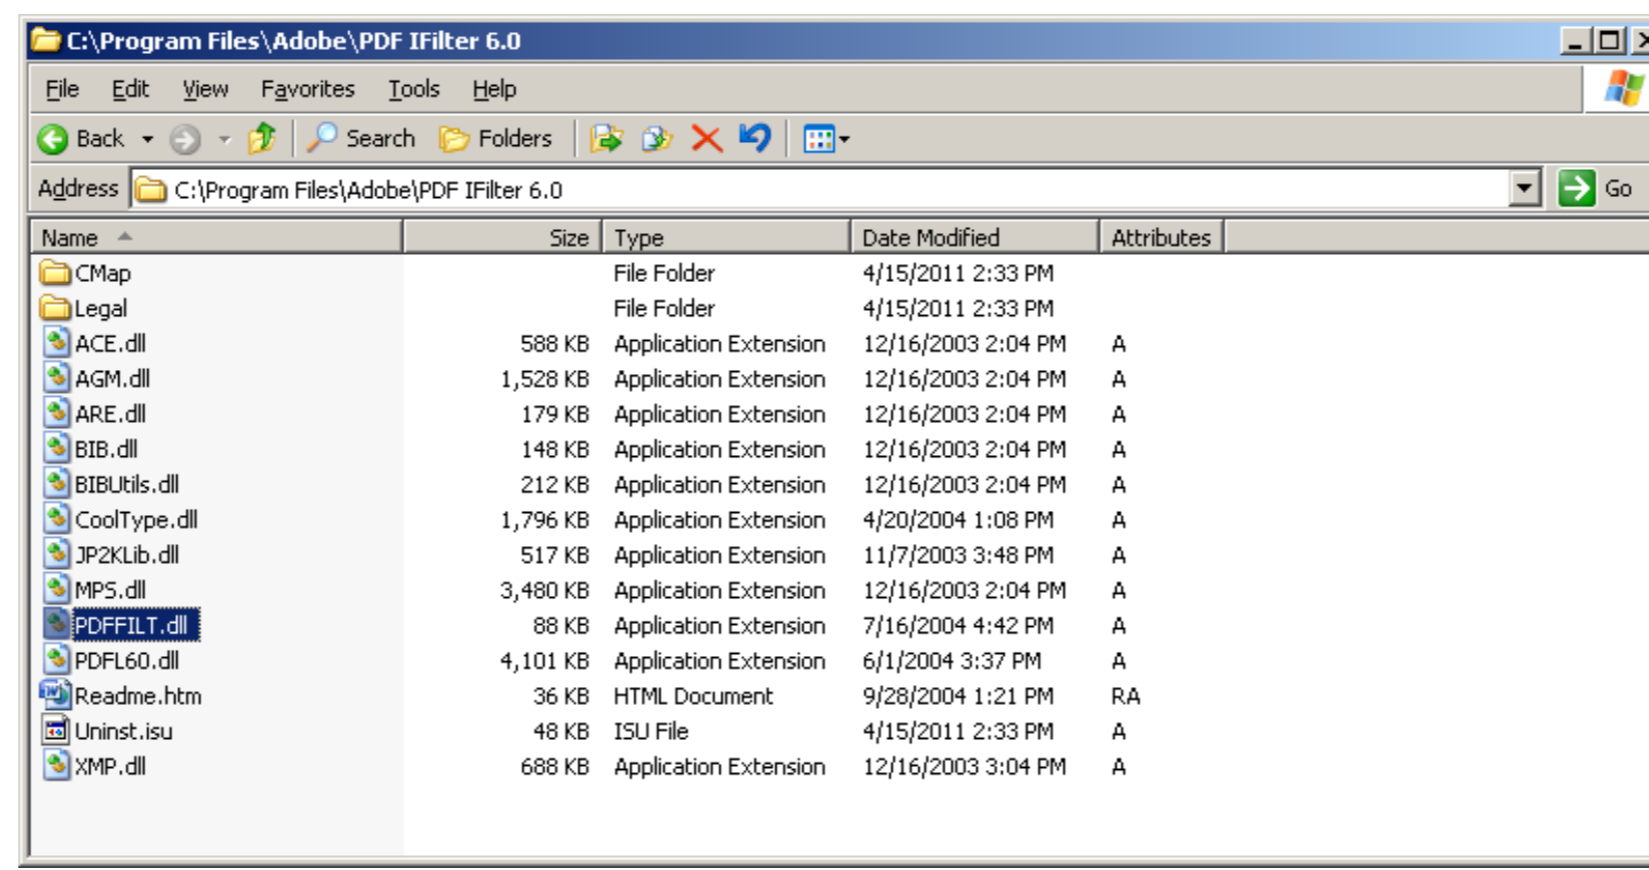 C:\Program Files\Adobe\PDF IFilter 6.0
File Edit View Favorites Tools Help
Back Search Folders
Address C:\Program Files\Adobe\PDF IFilter 6.0 Go
Name Size Type Date Modified Attributes
CMap File Folder 4/15/2011 2:33 PM
Legal File Folder 4/15/2011 2:33 PM
ACE.dll 588 KB Application Extension 12/16/2003 2:04 PM A
AGM.dll 1,528 KB Application Extension 12/16/2003 2:04 PM A
ARE.dll 179 KB Application Extension 12/16/2003 2:04 PM A
BIB.dll 148 KB Application Extension 12/16/2003 2:04 PM A
BIBUtils.dll 212 KB Application Extension 12/16/2003 2:04 PM A
CoolType.dll 1,796 KB Application Extension 4/20/2004 1:08 PM A
JP2KLib.dll 517 KB Application Extension 11/7/2003 3:48 PM A
MPS.dll 3,480 KB Application Extension 12/16/2003 2:04 PM A
PDFFILT.dll 88 KB Application Extension 7/16/2004 4:42 PM A
PDFL60.dll 4,101 KB Application Extension 6/1/2004 3:37 PM A
Readme.htm 36 KB HTML Document 9/28/2004 1:21 PM RA
Uninst.isu 48 KB ISU File 4/15/2011 2:33 PM A
XMP.dll 688 KB Application Extension 12/16/2003 3:04 PM A